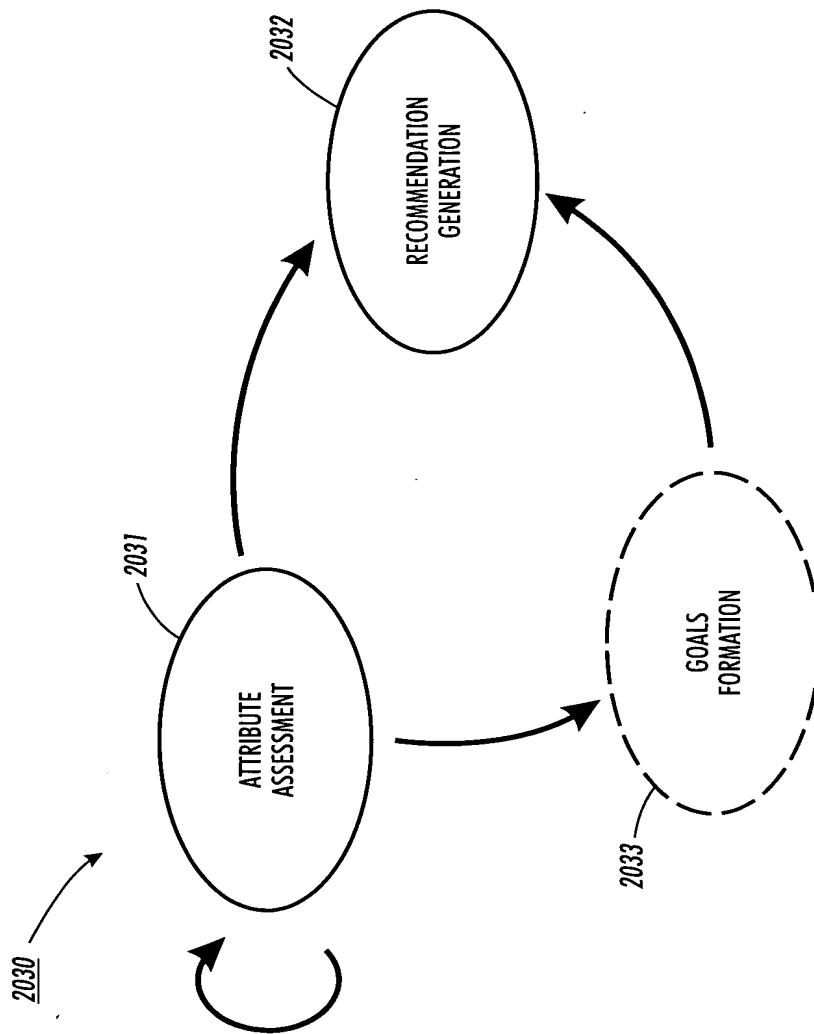 2030
2031
ATTRIBUTE
ASSESSMENT
2032
RECOMMENDATION
GENERATION
2033
GOALS
FORMATION